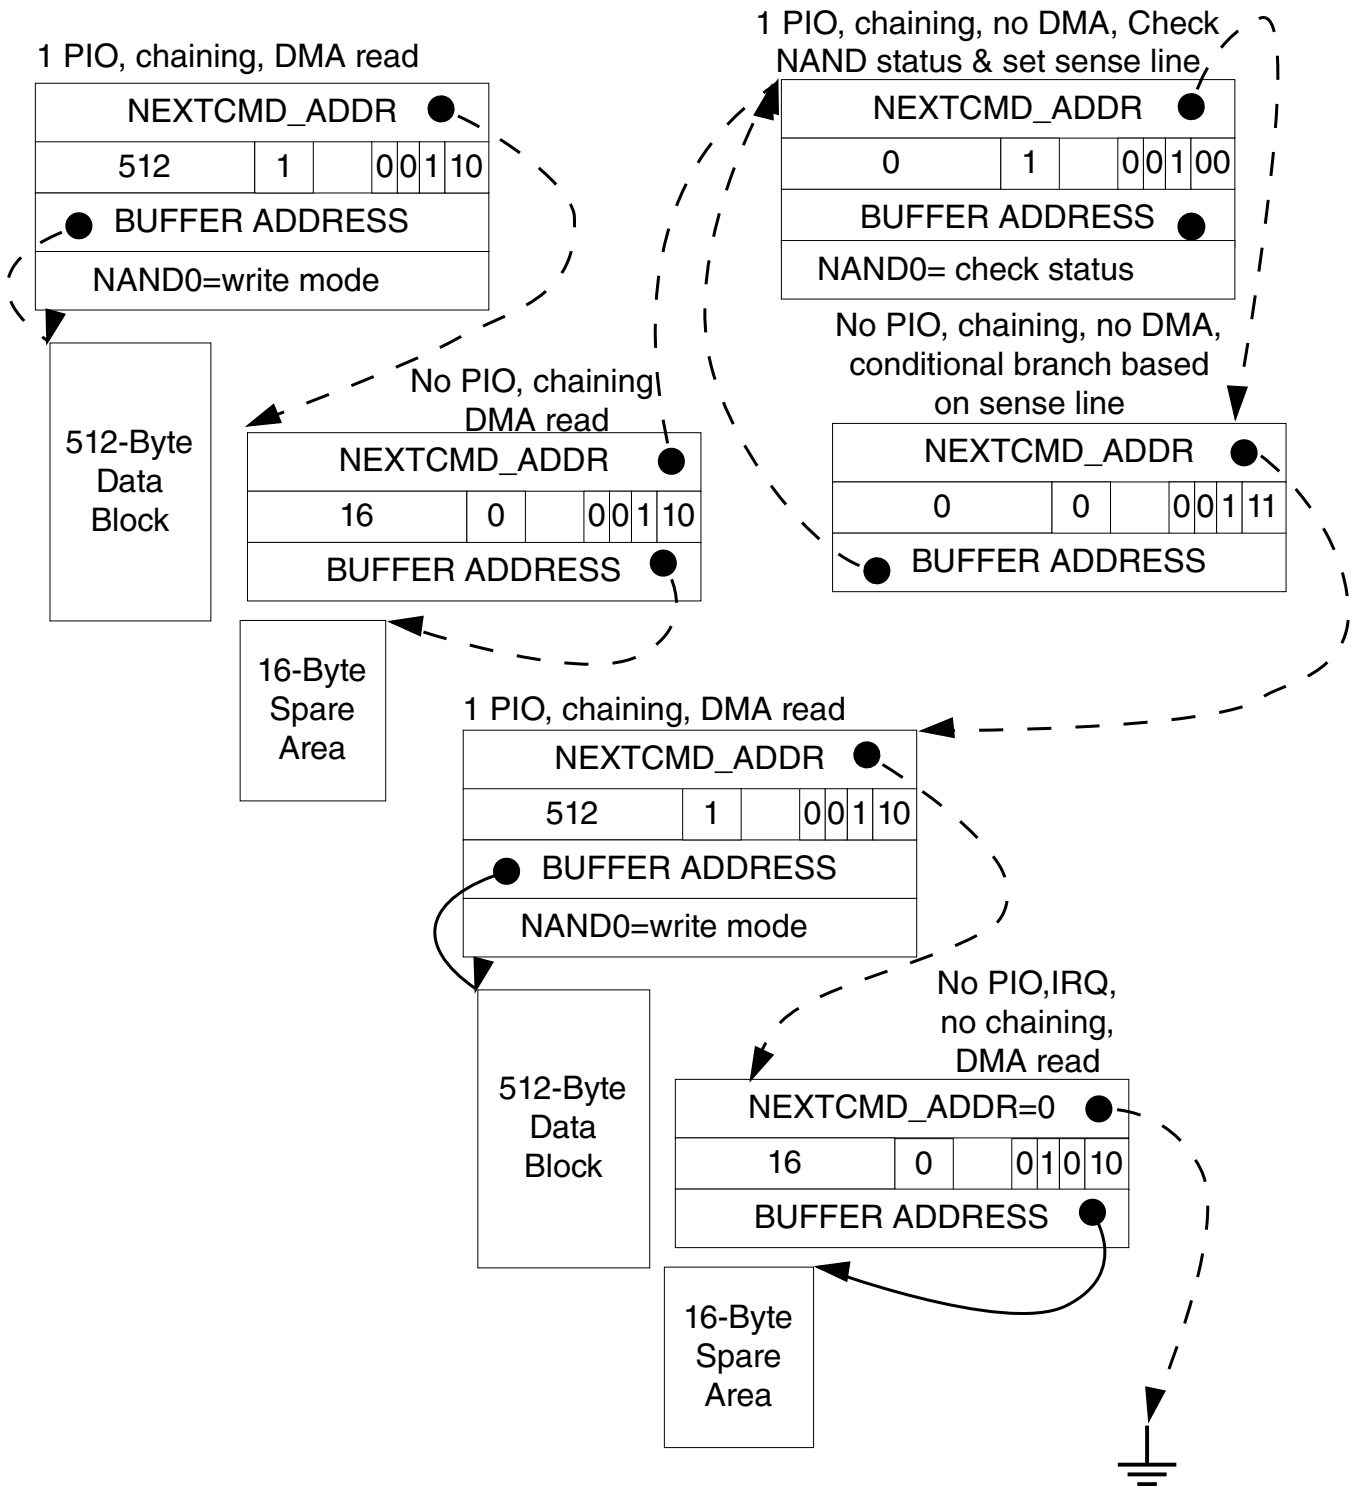 1 PIO, chaining, DMA read
NEXTCMD_ADDR
512 1 0 0 1 10
BUFFER ADDRESS
NAND0=write mode
512-Byte
Data
Block
No PIO, chaining
DMA read
NEXTCMD_ADDR
16 0 0 0 1 10
BUFFER ADDRESS
16-Byte
Spare
Area
1 PIO, chaining, no DMA, Check
NAND status & set sense line
NEXTCMD_ADDR
0 1 0 0 1 00
BUFFER ADDRESS
NAND0= check status
No PIO, chaining, no DMA,
conditional branch based
on sense line
NEXTCMD_ADDR
0 0 0 0 1 11
BUFFER ADDRESS
1 PIO, chaining, DMA read
NEXTCMD_ADDR
512 1 0 0 1 10
BUFFER ADDRESS
NAND0=write mode
512-Byte
Data
Block
No PIO,IRQ,
no chaining,
DMA read
NEXTCMD_ADDR=0
16 0 0 1 0 10
BUFFER ADDRESS
16-Byte
Spare
Area